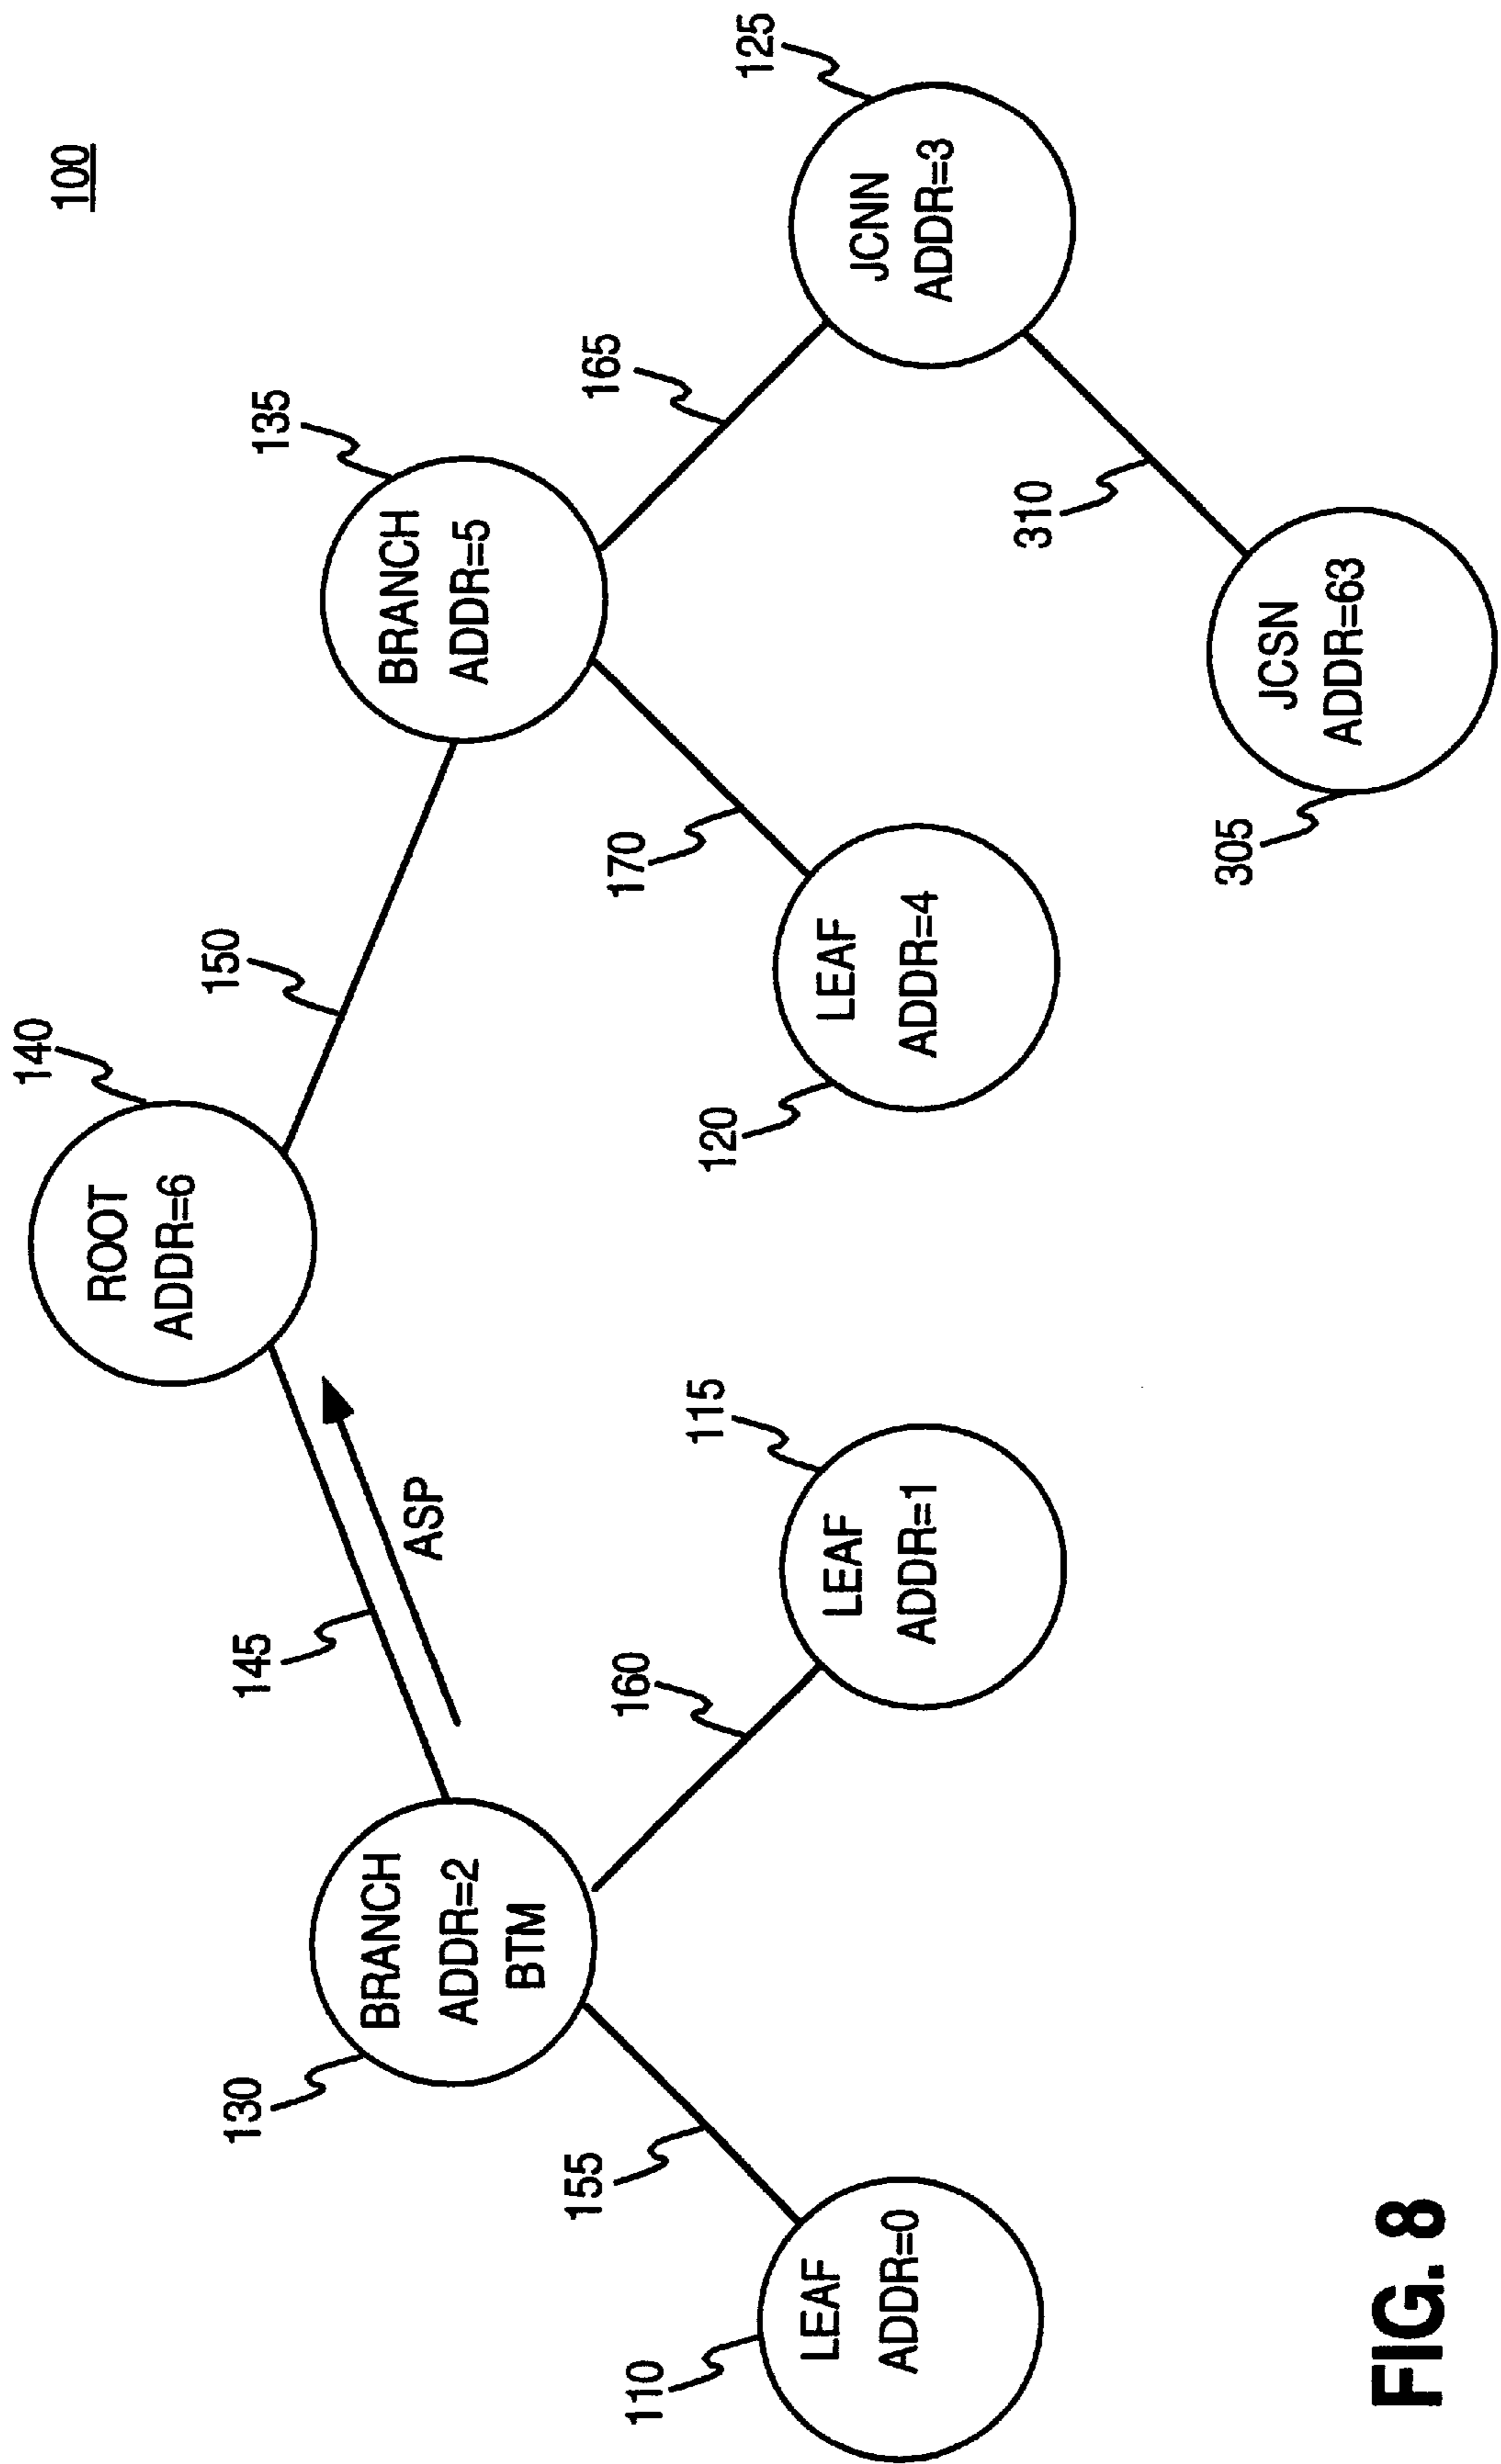 100
140
ROOT
ADDR=6
145
150
ASP
130
BRANCH
ADDR=2
BTM
135
BRANCH
ADDR=5
155
160
170
165
110
LEAF
ADDR=0
115
LEAF
ADDR=1
120
LEAF
ADDR=4
125
JCNN
ADDR=3
310
305
JCSN
ADDR=63
FIG. 8